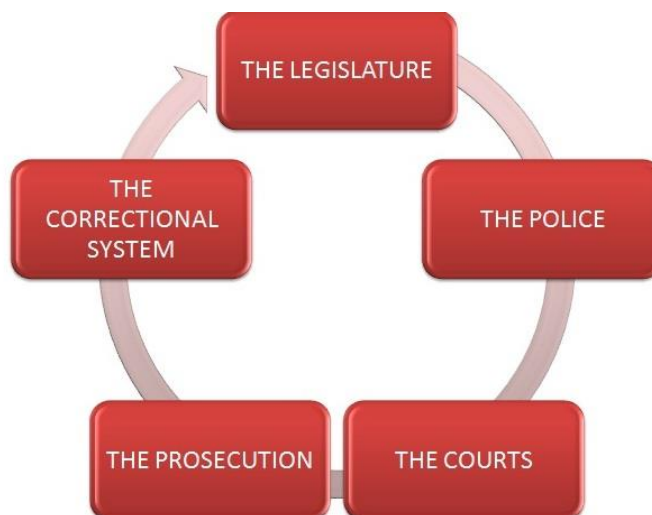 THE LEGISLATURE
THE POLICE
THE COURTS
THE PROSECUTION
THE
CORRECTIONAL
SYSTEM